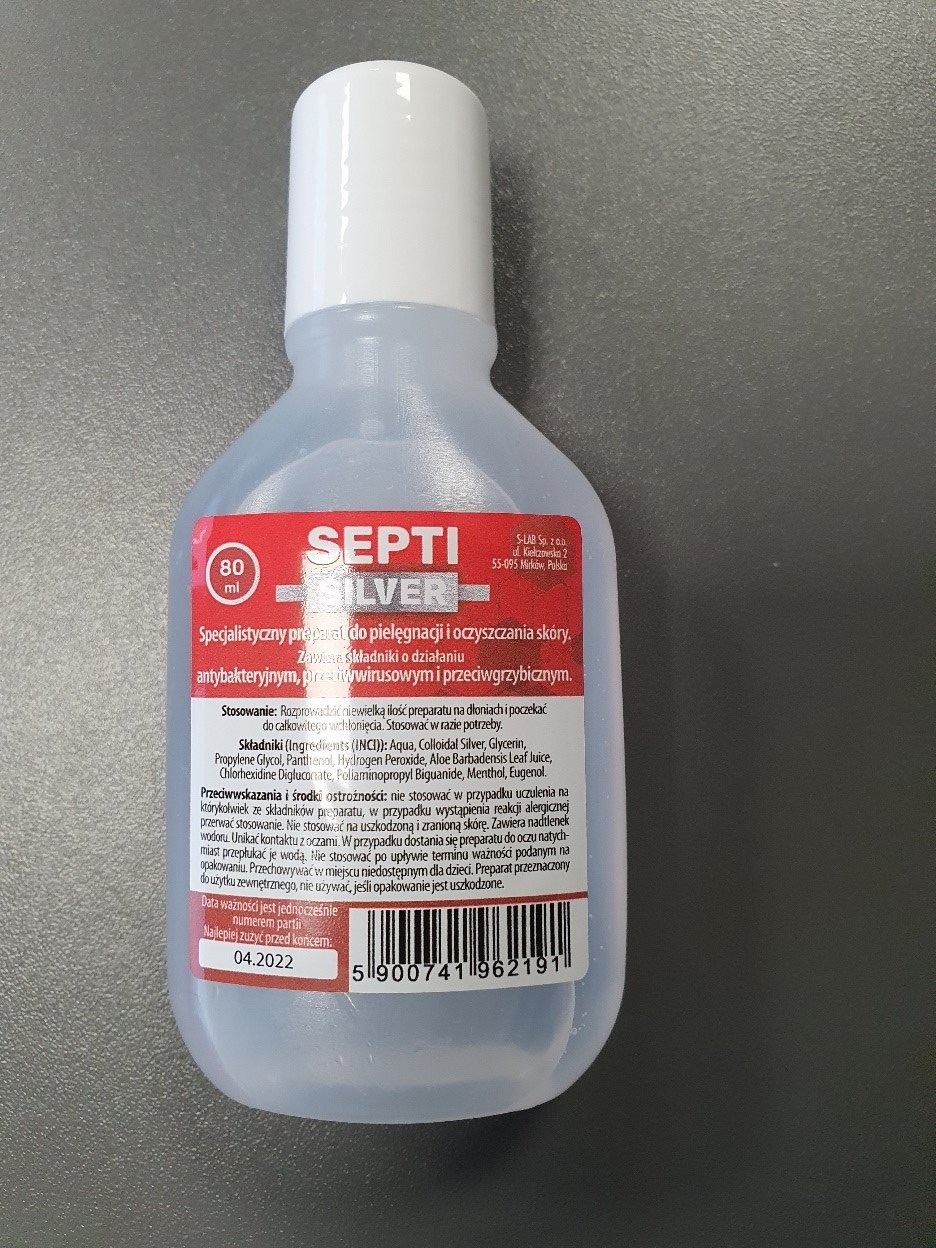 80
ml
SEPTI
SILVER
S-LAB Sp. z o.o.
ul. Kiełczowska 2
55-095 Mirków, Polska
Specjalistyczny preparat do pielęgnacji i oczyszczania skóry.
Zawiera składniki o działaniu
antybakteryjnym, przeciwwirusowym i przeciwgrzybicznym.
Stosowanie: Rozprowadzić niewielką ilość preparatu na dłoniach i poczekać
do całkowitego wchłonięcia. Stosować w razie potrzeby.
Składniki (Ingredients (INCI)): Aqua, Colloidal Silver, Glycerin,
Propylene Glycol, Panthenol, Hydrogen Peroxide, Aloe Barbadensis Leaf Juice,
Chlorhexidine Digluconate, Poliaminopropyl Biguanide, Menthol, Eugenol.
Przeciwwskazania i środki ostrożności: nie stosować w przypadku uczulenia na
którykolwiek ze składników preparatu, w przypadku wystąpienia reakcji alergicznej
przerwać stosowanie. Nie stosować na uszkodzoną i zranioną skórę. Zawiera nadtlenek
wodoru. Unikać kontaktu z oczami. W przypadku dostania się preparatu do oczu natych-
miast przepłukać je wodą. Nie stosować po upływie terminu ważności podanym na
opakowaniu. Przechowywać w miejscu niedostępnym dla dzieci. Preparat przeznaczony
do użytku zewnętrznego, nie używać, jeśli opakowanie jest uszkodzone.
Data ważności jest jednocześnie
numerem partii
Najlepiej zużyć przed końcem:
04.2022
5 900741 962191